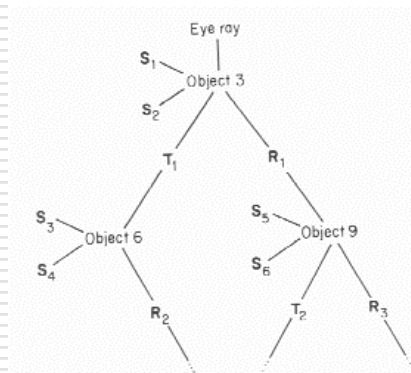 Eye ray
S1
Object 3
S2
T1
R1
S3
Object 6
S4
S5
Object 9
S6
R2
T2
R3